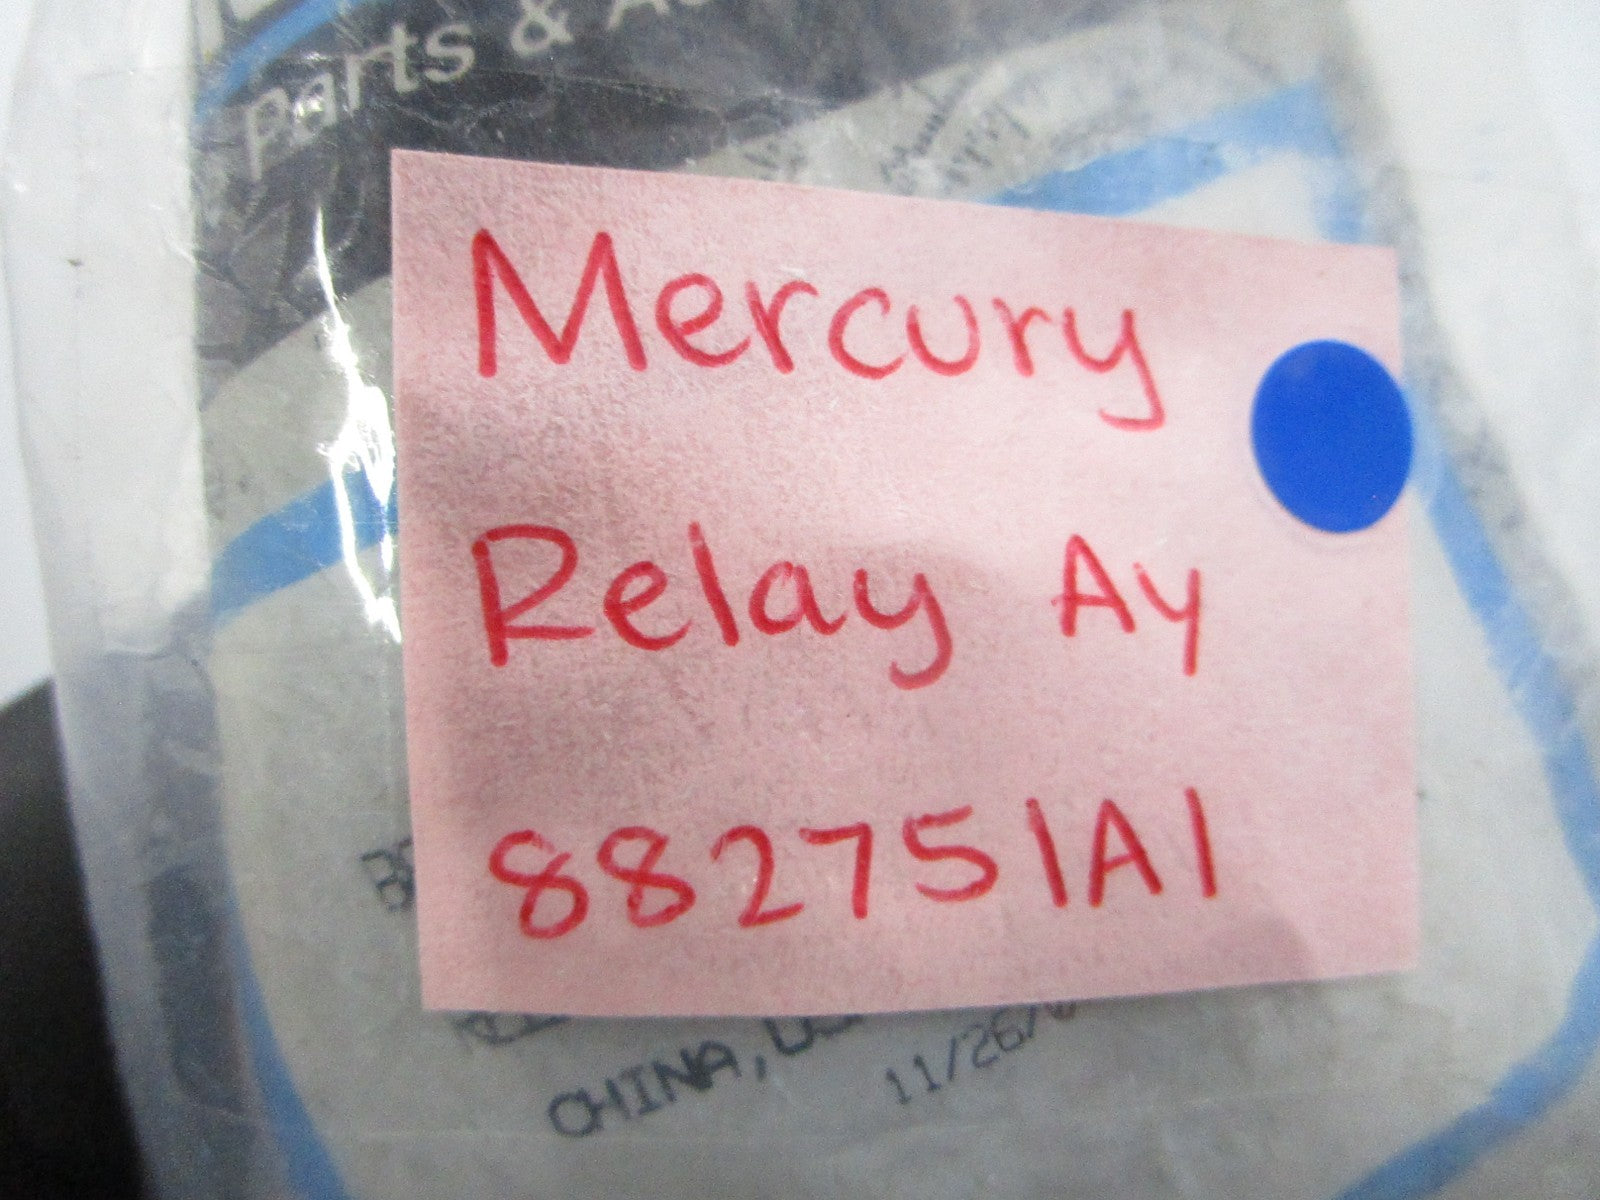 Parts &
Mercury
Relay Ay
882751A1
CHINA,
11/26/